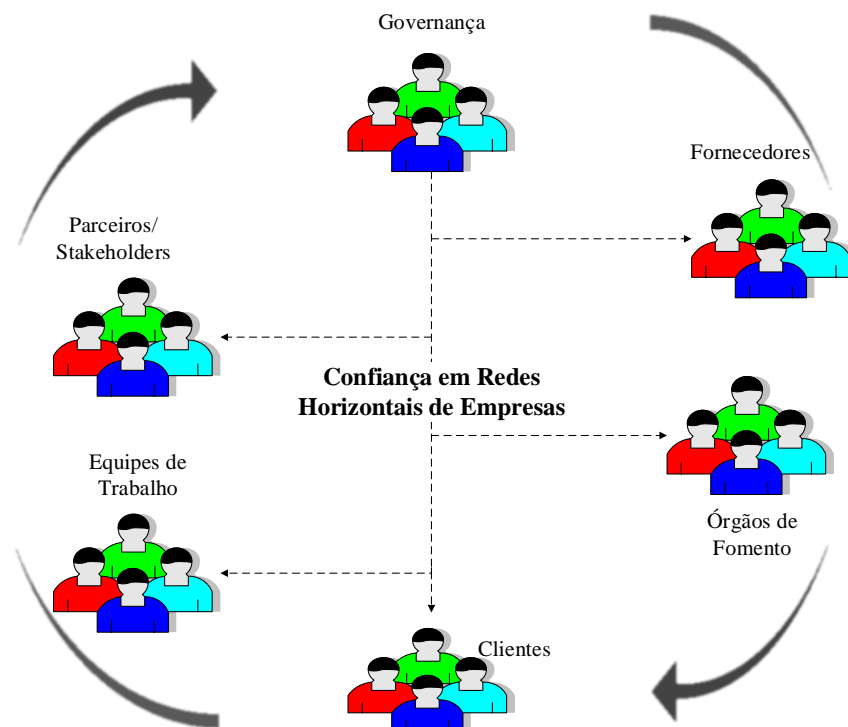 Governança
Fornecedores
Parceiros/
Stakeholders
Confiança em Redes
Horizontais de Empresas
Equipes de
Trabalho
Órgãos de
Fomento
Clientes